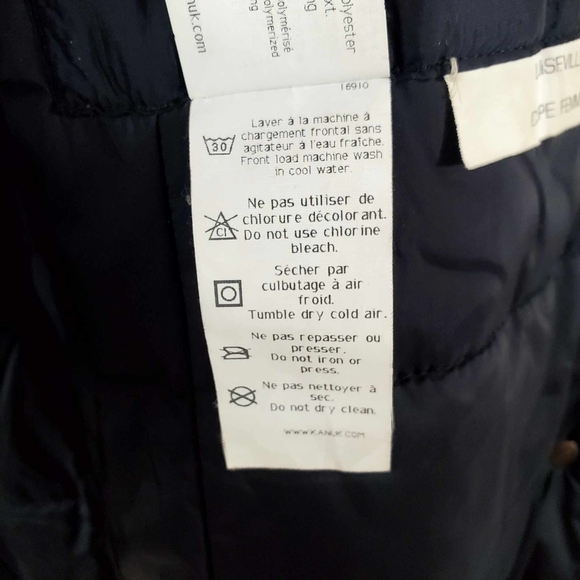 nuk.com
polymérisé
polymerized
olyester
16910
Laver à la machine à
chargement frontal sans
agitateur à l'eau fraîche.
Front load machine wash
in cool water.
30
Ne pas utiliser de
chlorure décolorant.
Do not use chlorine
bleach.
Cl
Sécher par
culbutage à air
froid.
Tumble dry cold air.
Ne pas repasser ou
presser.
Do not iron or
press.
Ne pas nettoyer à
sec.
Do not dry clean.
WWW.KANUK.COM